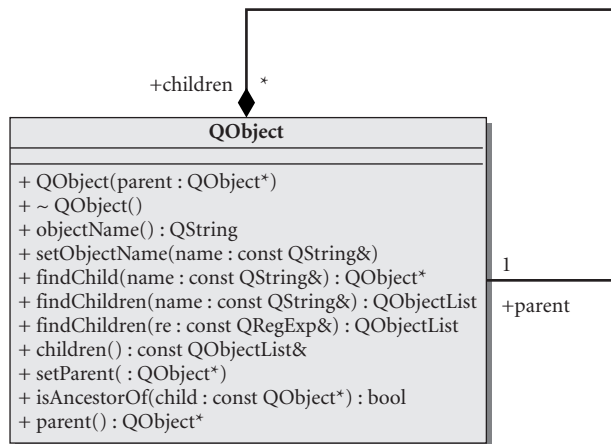 +children *
QObject
+ QObject(parent : QObject*)
+ ~ QObject()
+ objectName() : QString
+ setObjectName(name : const QString&)
+ findChild(name : const QString&) : QObject*
+ findChildren(name : const QString&) : QObjectList
+ findChildren(re : const QRegExp&) : QObjectList
+ children() : const QObjectList&
+ setParent( : QObject*)
+ isAncestorOf(child : const QObject*) : bool
+ parent() : QObject*
1
+parent